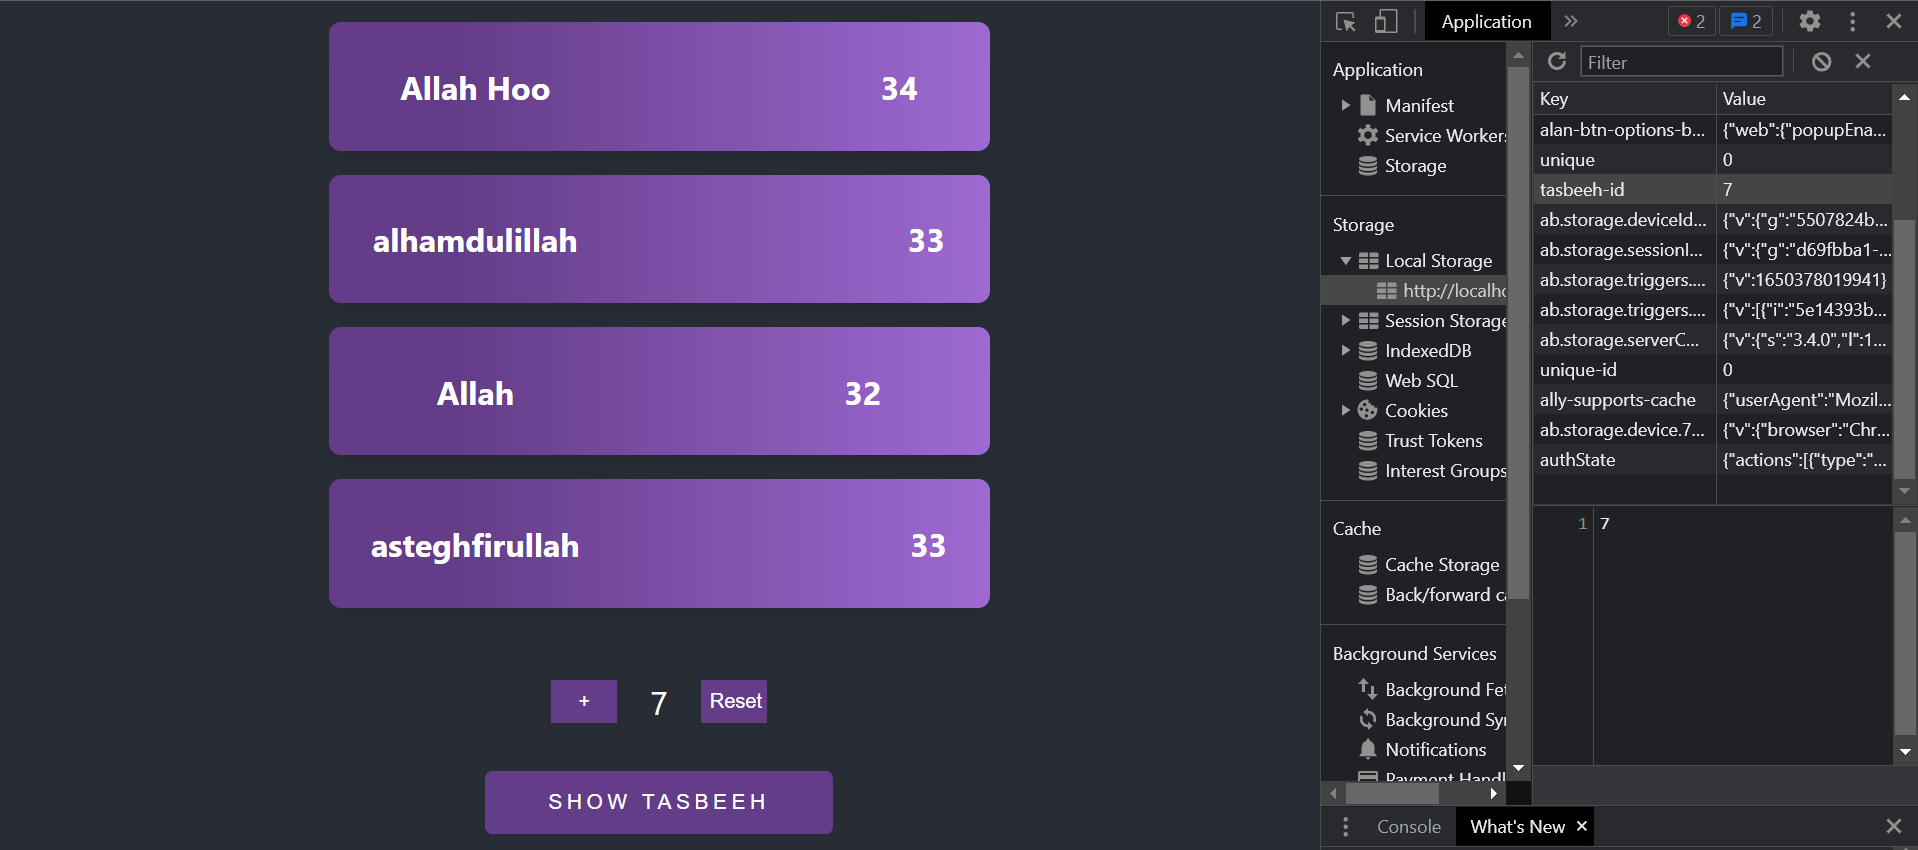 Allah Hoo 34
alhamdulillah 33
Allah 32
asteghfirullah 33
+ 7 Reset
SHOW TASBEEH
Application
2
2
Application
Manifest
Service Workers
Storage
Storage
Local Storage
http://localho
Session Storage
IndexedDB
Web SQL
Cookies
Trust Tokens
Interest Groups
Cache
Cache Storage
Back/forward ca
Background Services
Background Fet
Background Syn
Notifications
Payment Handl
Filter
Key Value
alan-btn-options-b... {"web":{"popupEna...
unique 0
tasbeeh-id 7
ab.storage.deviceId... {"v":{"g":"5507824b...
ab.storage.sessionI... {"v":{"g":"d69fbba1-...
ab.storage.triggers.... {"v":1650378019941}
ab.storage.triggers.... {"v":[{"i":"5e14393b...
ab.storage.serverC... {"v":{"s":"3.4.0","l":1...
unique-id 0
ally-supports-cache {"userAgent":"Mozil...
ab.storage.device.7... {"v":{"browser":"Chr...
authState {"actions":[{"type":"...
1 7
Console What's New